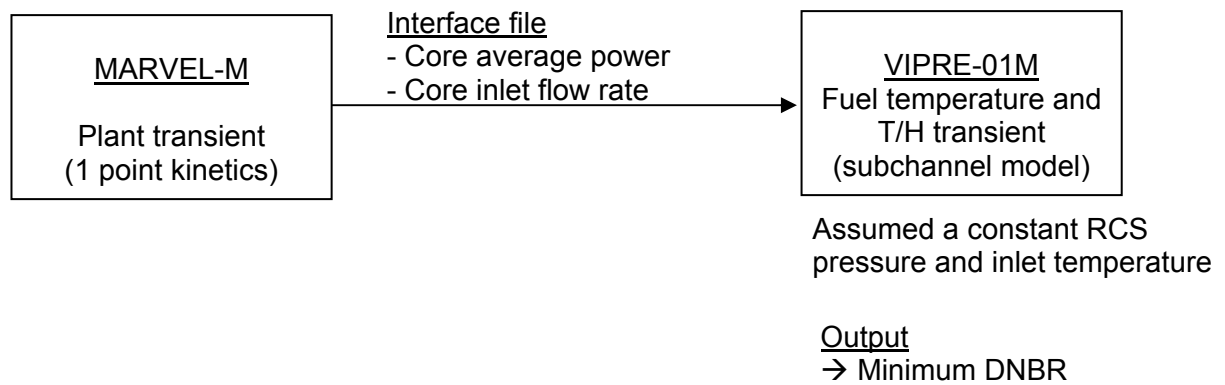 MARVEL-M
Plant transient
(1 point kinetics)
Interface file
- Core average power
- Core inlet flow rate
VIPRE-01M
Fuel temperature and
T/H transient
(subchannel model)
Assumed a constant RCS
pressure and inlet temperature
Output
→ Minimum DNBR